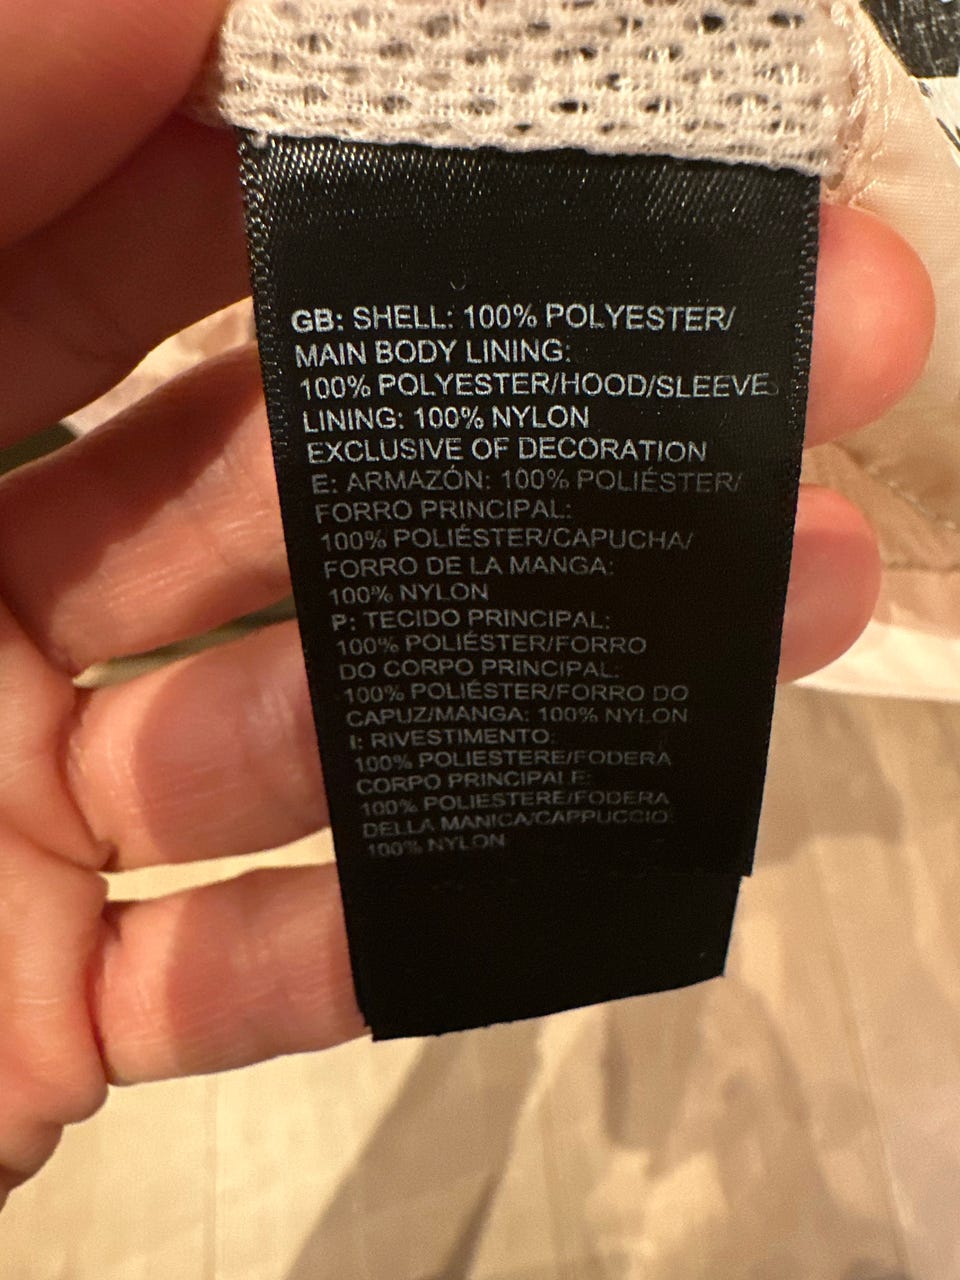 GB: SHELL: 100% POLYESTER/
MAIN BODY LINING:
100% POLYESTER/HOOD/SLEEVE
LINING: 100% NYLON
EXCLUSIVE OF DECORATION
E: ARMAZÓN: 100% POLIÉSTER/
FORRO PRINCIPAL:
100% POLIÉSTER/CAPUCHA/
FORRO DE LA MANGA:
100% NYLON
P: TECIDO PRINCIPAL:
100% POLIÉSTER/FORRO
DO CORPO PRINCIPAL:
100% POLIÉSTER/FORRO DO
CAPUZ/MANGA: 100% NYLON
I: RIVESTIMENTO:
100% POLIESTERE/FODERA
CORPO PRINCIPALE:
100% POLIESTERE/FODERA
DELLA MANICA/CAPPUCCIO:
100% NYLON